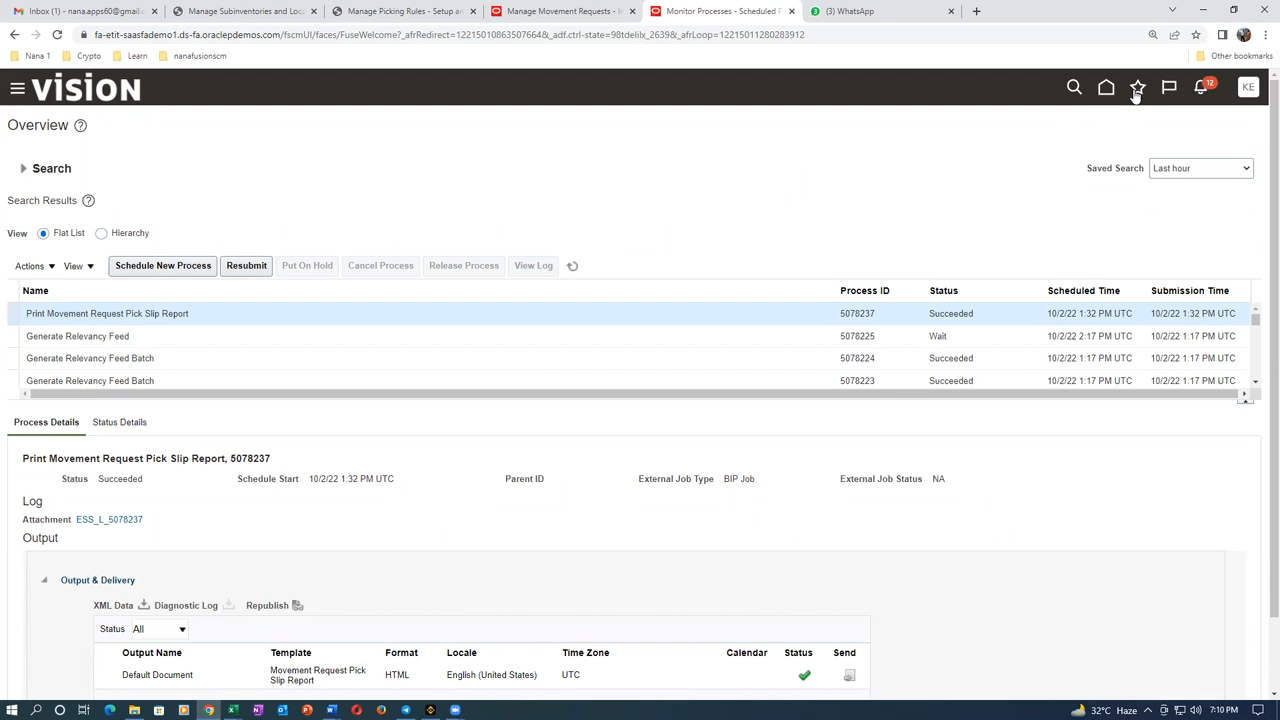 Inbox (1) - nana.apps60@gmail.c
Manage Subinventories and Loca
Manage Picking Rules - Setup an
Manage Movement Requests - In
Monitor Processes - Scheduled P
(3) WhatsApp
fa-etit-saasfademo1.ds-fa.oraclepdemos.com/fscmUI/faces/FuseWelcome?_afrRedirect=12215010863507664&_adf.ctrl-state=98tdelilx_2639&_afrLoop=12215011280283912
Nana 1
Crypto
Learn
nanafusionscm
Other bookmarks
VISION
12
KE
Overview
Search
Saved Search Last hour
Search Results
View Flat List Hierarchy
Actions View Schedule New Process Resubmit Put On Hold Cancel Process Release Process View Log
Name Process ID Status Scheduled Time Submission Time
Print Movement Request Pick Slip Report 5078237 Succeeded 10/2/22 1:32 PM UTC 10/2/22 1:32 PM UTC
Generate Relevancy Feed 5078225 Wait 10/2/22 2:17 PM UTC 10/2/22 1:17 PM UTC
Generate Relevancy Feed Batch 5078224 Succeeded 10/2/22 1:17 PM UTC 10/2/22 1:17 PM UTC
Generate Relevancy Feed Batch 5078223 Succeeded 10/2/22 1:17 PM UTC 10/2/22 1:17 PM UTC
Process Details Status Details
Print Movement Request Pick Slip Report, 5078237
Status Succeeded Schedule Start 10/2/22 1:32 PM UTC Parent ID External Job Type BIP Job External Job Status NA
Log
Attachment ESS_L_5078237
Output
Output & Delivery
XML Data Diagnostic Log Republish
Status All
Output Name Template Format Locale Time Zone Calendar Status Send
Default Document Movement Request Pick Slip Report HTML English (United States) UTC
32°C Haze
7:10 PM